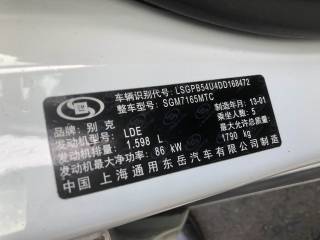 车辆识别代号: LSGPB54U4DD168472
整车型号: SGM7165MTC
品牌: 别克 LDE 制造年月: 13-01
发动机型号: 乘坐人数: 5
发动机排量: 1.598 L 最大允许总质量:
发动机最大净功率: 86 kW 1790 kg
中国上海通用东岳汽车有限公司制造